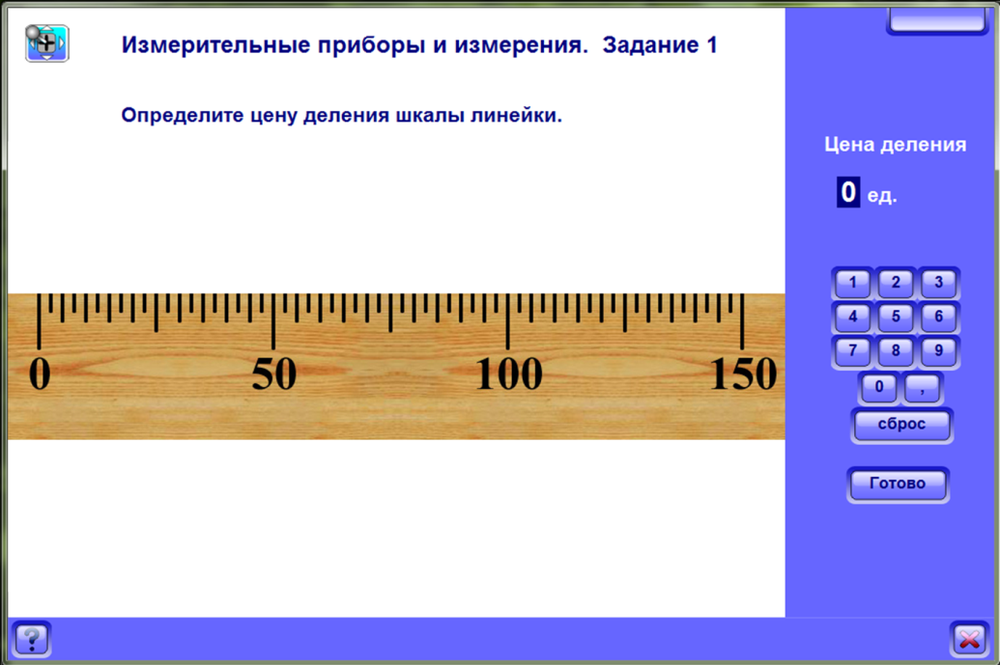 Измерительные приборы и измерения. Задание 1
Определите цену деления шкалы линейки.
Цена деления
0 ед.
0 50 100 150
1 2 3
4 5 6
7 8 9
0 ,
сброс
Готово
?